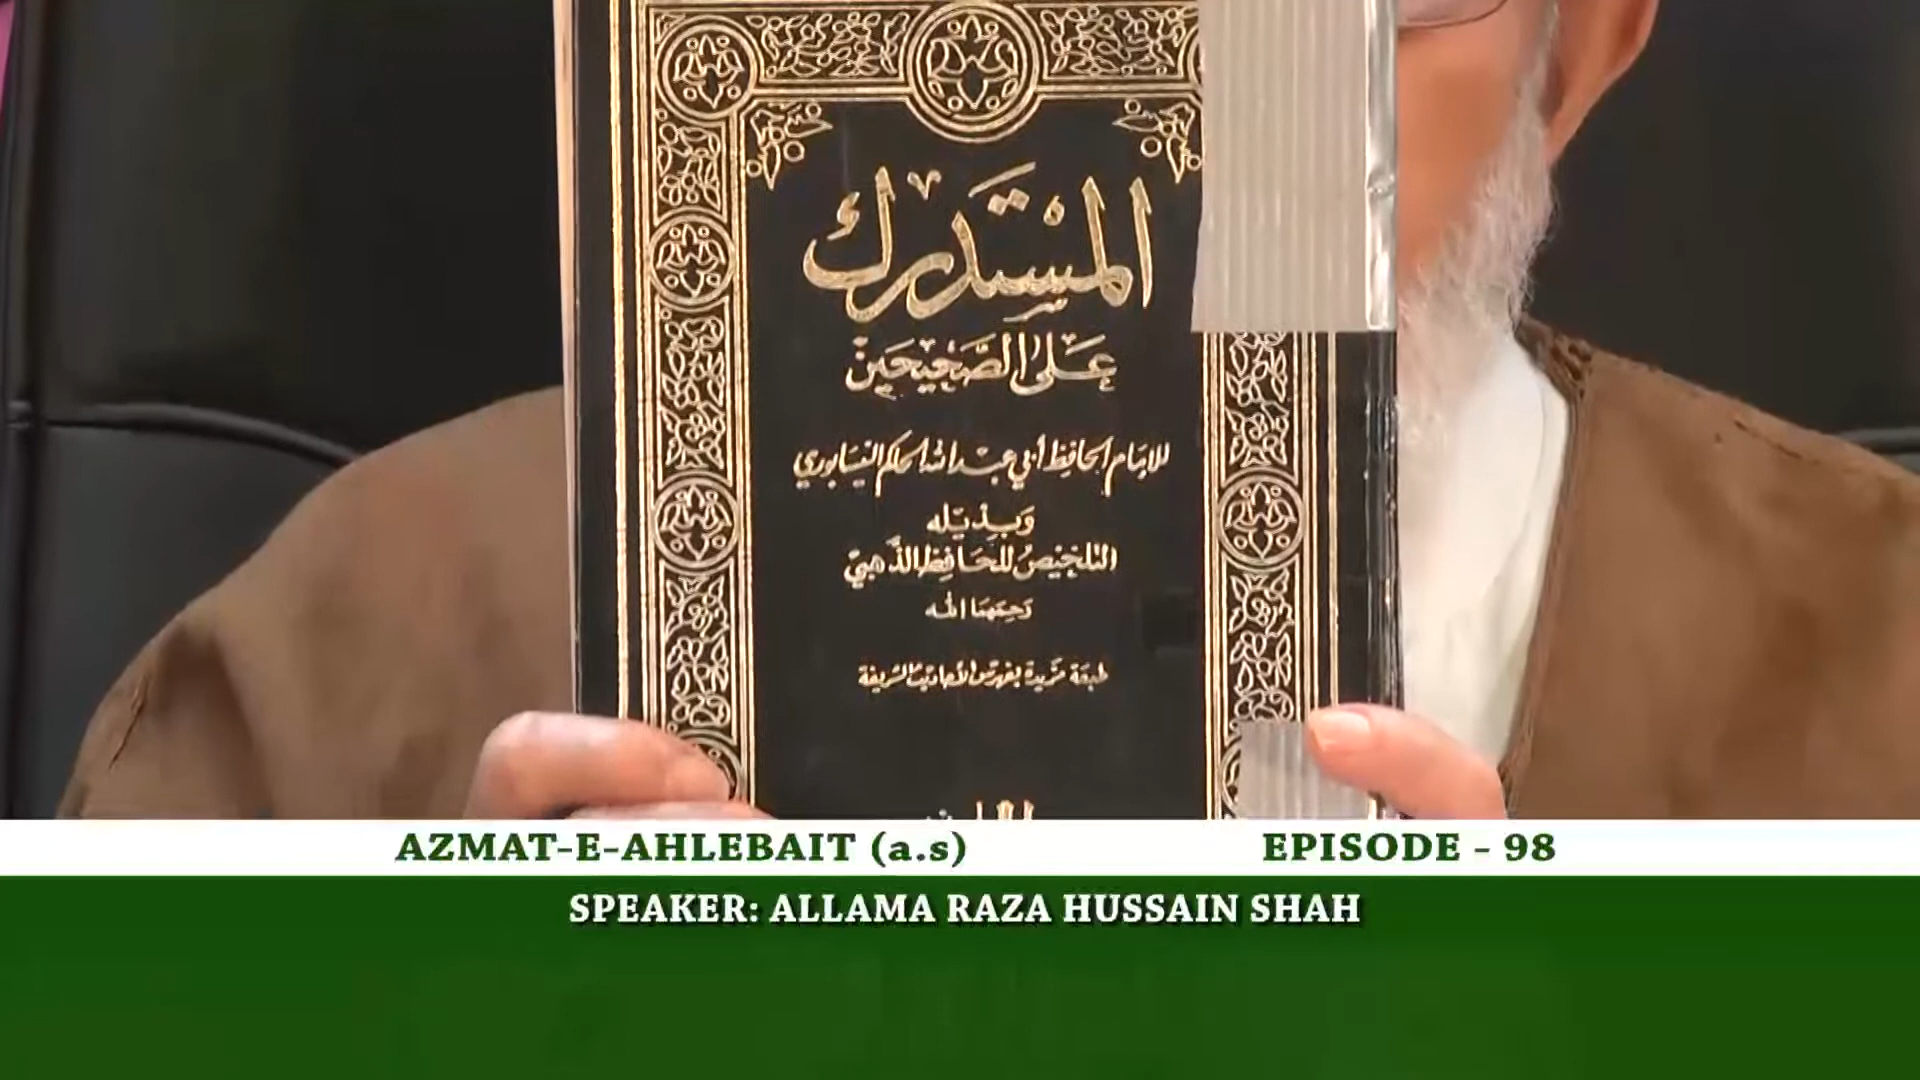 المستدرك
على الصحيحين
للإمام الحافظ أبي عبد الله الحاكم النيسابوري
وبذيله
التلخيص للحافظ الذهبي
رحمهما الله
طبعة مزيدة بفهرس الأحاديث الشريفة
AZMAT-E-AHLEBAIT (a.s) EPISODE - 98
SPEAKER: ALLAMA RAZA HUSSAIN SHAH